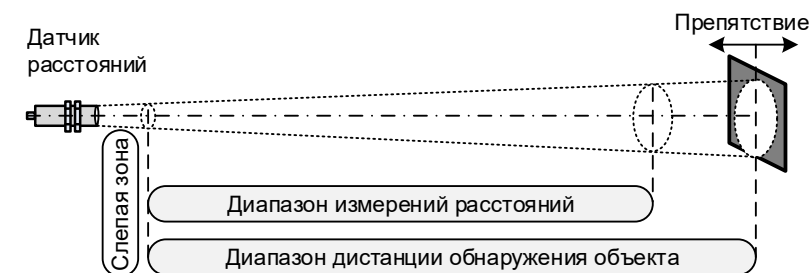 Препятствие
Датчик
расстояний
Слепая зона
Диапазон измерений расстояний
Диапазон дистанции обнаружения объекта